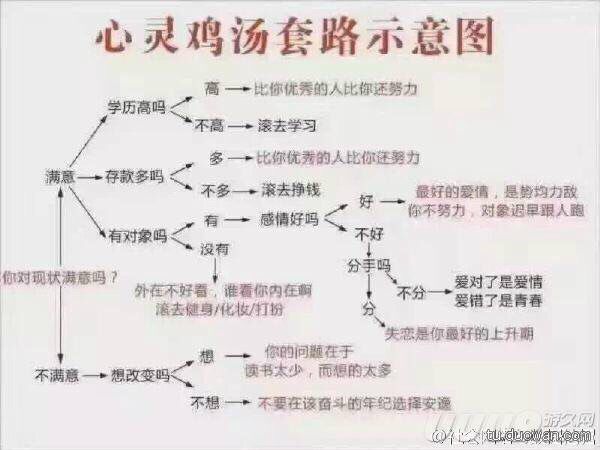 心灵鸡汤套路示意图
高
比你优秀的人比你还努力
学历高吗
不高
滚去学习
多
比你优秀的人比你还努力
满意
存款多吗
不多
滚去挣钱
好
最好的爱情，是势均力敌
你不努力，对象迟早跟人跑
有
感情好吗
有对象吗
不好
没有
分手吗
你对现状满意吗？
不分
爱对了是爱情
爱错了是青春
外在不好看，谁看你内在啊
滚去健身/化妆/打扮
分
失恋是你最好的上升期
想
你的问题在于
读书太少，而想的太多
不满意
想改变吗
不想
不要在该奋斗的年纪选择安逸
游久网
tu.duowan.com